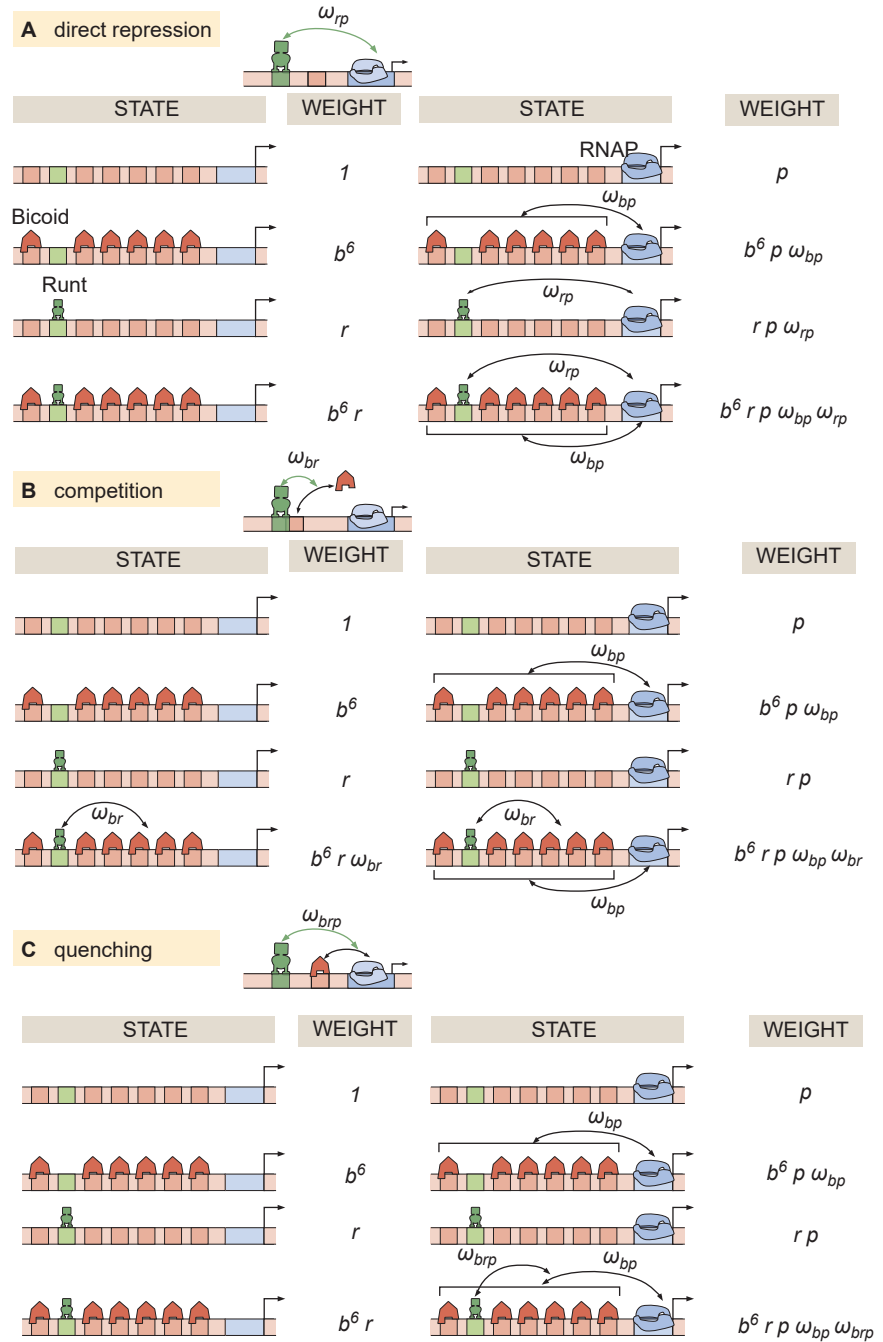 A direct repression
ω_rp
STATE WEIGHT STATE WEIGHT
RNAP
1 p
Bicoid
ω_bp
b^6 b^6 p ω_bp
Runt
ω_rp
r r p ω_rp
ω_rp
b^6 r b^6 r p ω_bp ω_rp
ω_bp
ω_br
B competition
STATE WEIGHT STATE WEIGHT
1 p
ω_bp
b^6 b^6 p ω_bp
r r p
ω_br ω_br
b^6 r ω_br b^6 r p ω_bp ω_br
ω_bp
ω_brp
C quenching
STATE WEIGHT STATE WEIGHT
1 p
ω_bp
b^6 b^6 p ω_bp
r r p
ω_brp ω_bp
b^6 r b^6 r p ω_bp ω_brp